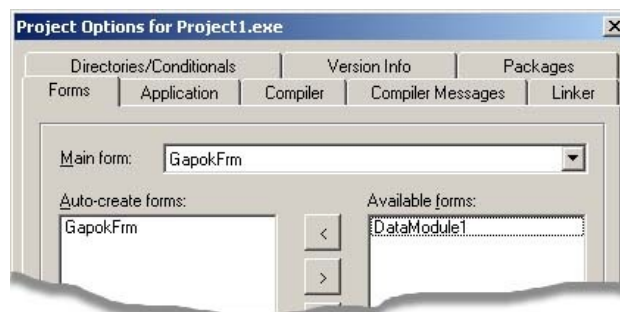 Project Options for Project1.exe
Directories/Conditionals Version Info Packages
Forms Application Compiler Compiler Messages Linker
Main form: GapokFrm
Auto-create forms: Available forms:
GapokFrm < DataModule1
>